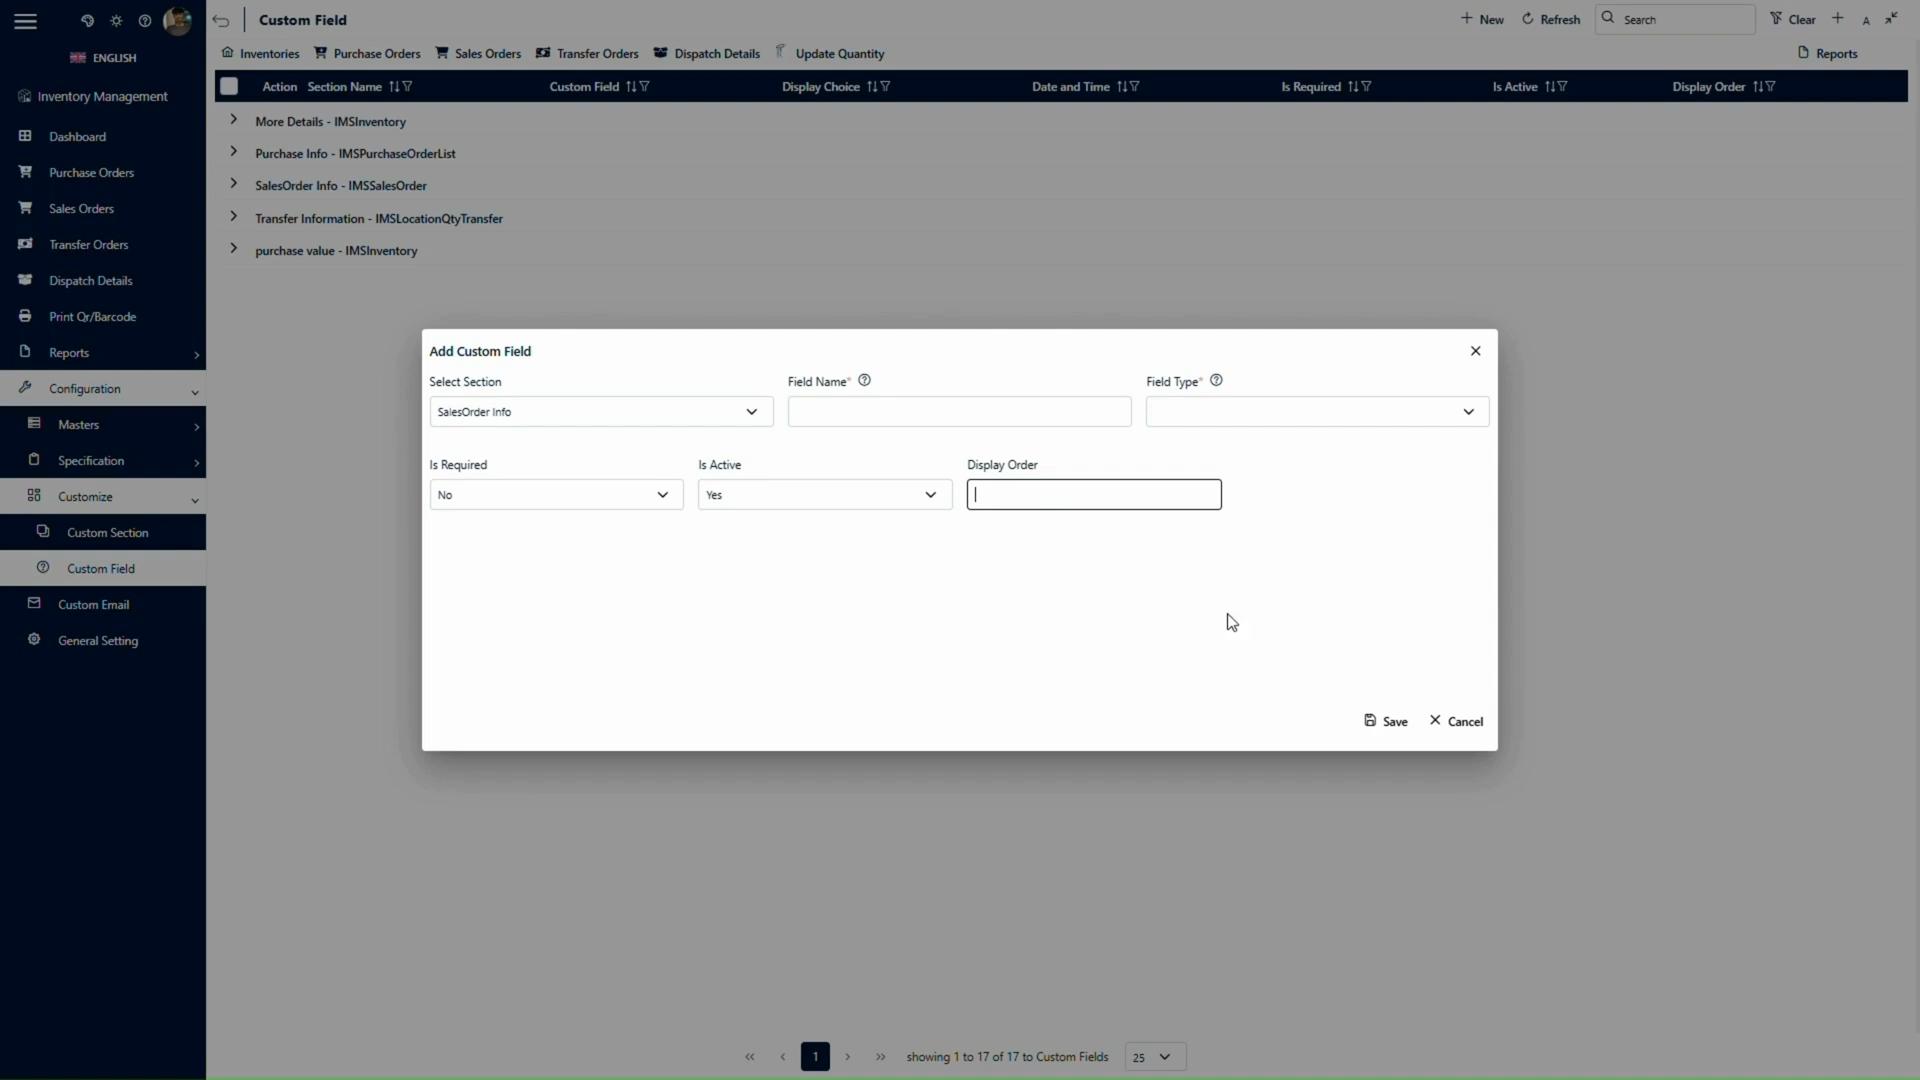 Custom Field
New
Refresh
Search
Clear
A
ENGLISH
Inventories
Purchase Orders
Sales Orders
Transfer Orders
Dispatch Details
Update Quantity
Reports
Action
Section Name
Custom Field
Display Choice
Date and Time
Is Required
Is Active
Display Order
Inventory Management
Dashboard
Purchase Orders
Sales Orders
Transfer Orders
Dispatch Details
Print Qr/Barcode
Reports
Configuration
Masters
Specification
Customize
Custom Section
Custom Field
Custom Email
General Setting
More Details - IMSInventory
Purchase Info - IMSPurchaseOrderList
SalesOrder Info - IMSSalesOrder
Transfer Information - IMSLocationQtyTransfer
purchase value - IMSInventory
Add Custom Field
Select Section
Field Name*
Field Type*
SalesOrder Info
Is Required
Is Active
Display Order
No
Yes
Save
Cancel
1
showing 1 to 17 of 17 to Custom Fields
25